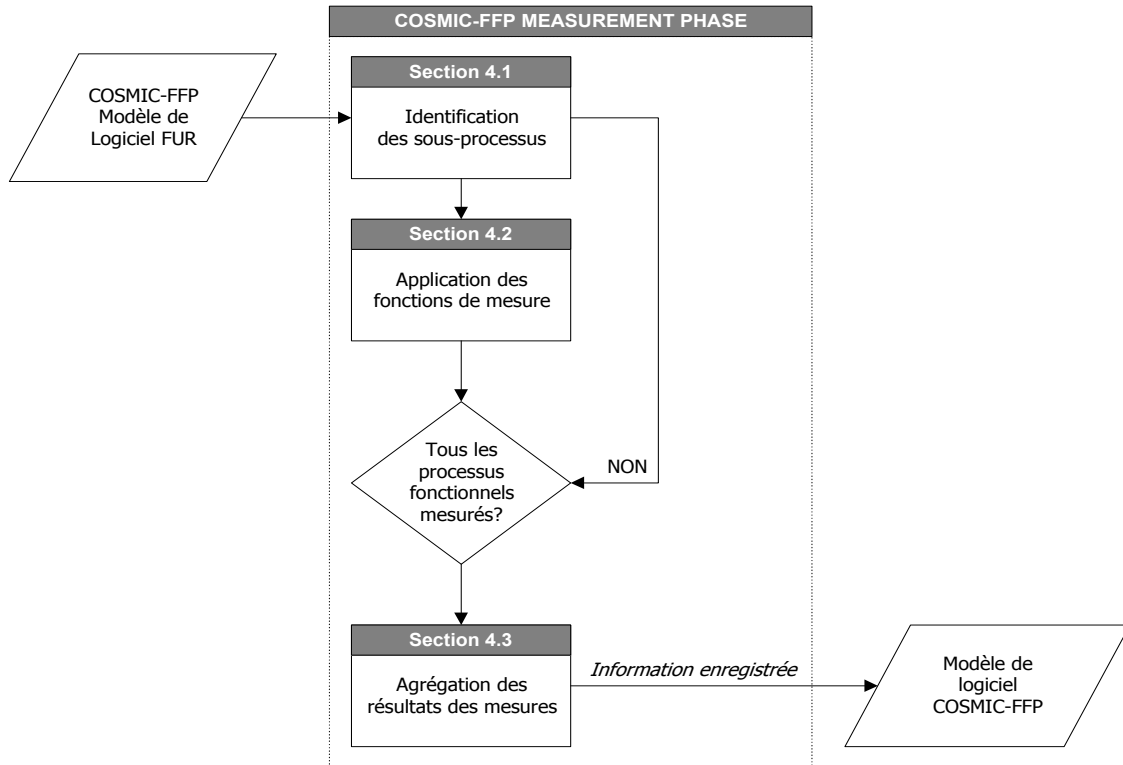 COSMIC-FFP MEASUREMENT PHASE
COSMIC-FFP
Modèle de
Logiciel FUR
Section 4.1
Identification
des sous-processus
Section 4.2
Application des
fonctions de mesure
Tous les
processus
fonctionnels
mesurés?
NON
Section 4.3
Agrégation des
résultats des mesures
Information enregistrée
Modèle de
logiciel
COSMIC-FFP